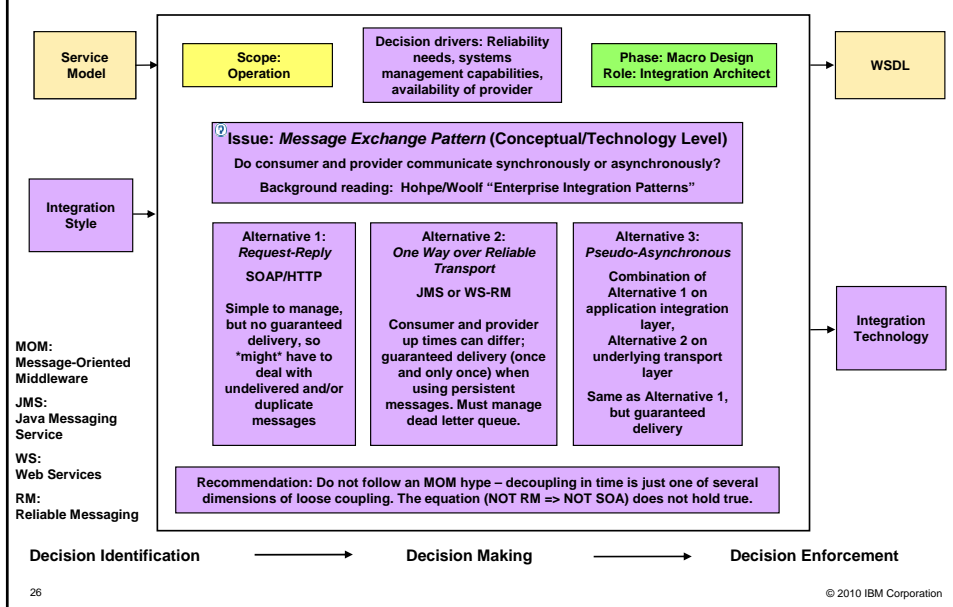 Service
Model
Scope:
Operation
Decision drivers: Reliability
needs, systems
management capabilities,
availability of provider
Phase: Macro Design
Role: Integration Architect
WSDL
Issue: Message Exchange Pattern (Conceptual/Technology Level)
Do consumer and provider communicate synchronously or asynchronously?
Background reading: Hohpe/Woolf “Enterprise Integration Patterns”
Integration
Style
Alternative 1:
Request-Reply
SOAP/HTTP
Simple to manage,
but no guaranteed
delivery, so
*might* have to
deal with
undelivered and/or
duplicate
messages
Alternative 2:
One Way over Reliable
Transport
JMS or WS-RM
Consumer and provider
up times can differ;
guaranteed delivery (once
and only once) when
using persistent
messages. Must manage
dead letter queue.
Alternative 3:
Pseudo-Asynchronous
Combination of
Alternative 1 on
application integration
layer,
Alternative 2 on
underlying transport
layer
Same as Alternative 1,
but guaranteed
delivery
Integration
Technology
MOM:
Message-Oriented
Middleware
JMS:
Java Messaging
Service
WS:
Web Services
RM:
Reliable Messaging
Recommendation: Do not follow an MOM hype – decoupling in time is just one of several
dimensions of loose coupling. The equation (NOT RM => NOT SOA) does not hold true.
Decision Identification
Decision Making
Decision Enforcement
26
© 2010 IBM Corporation